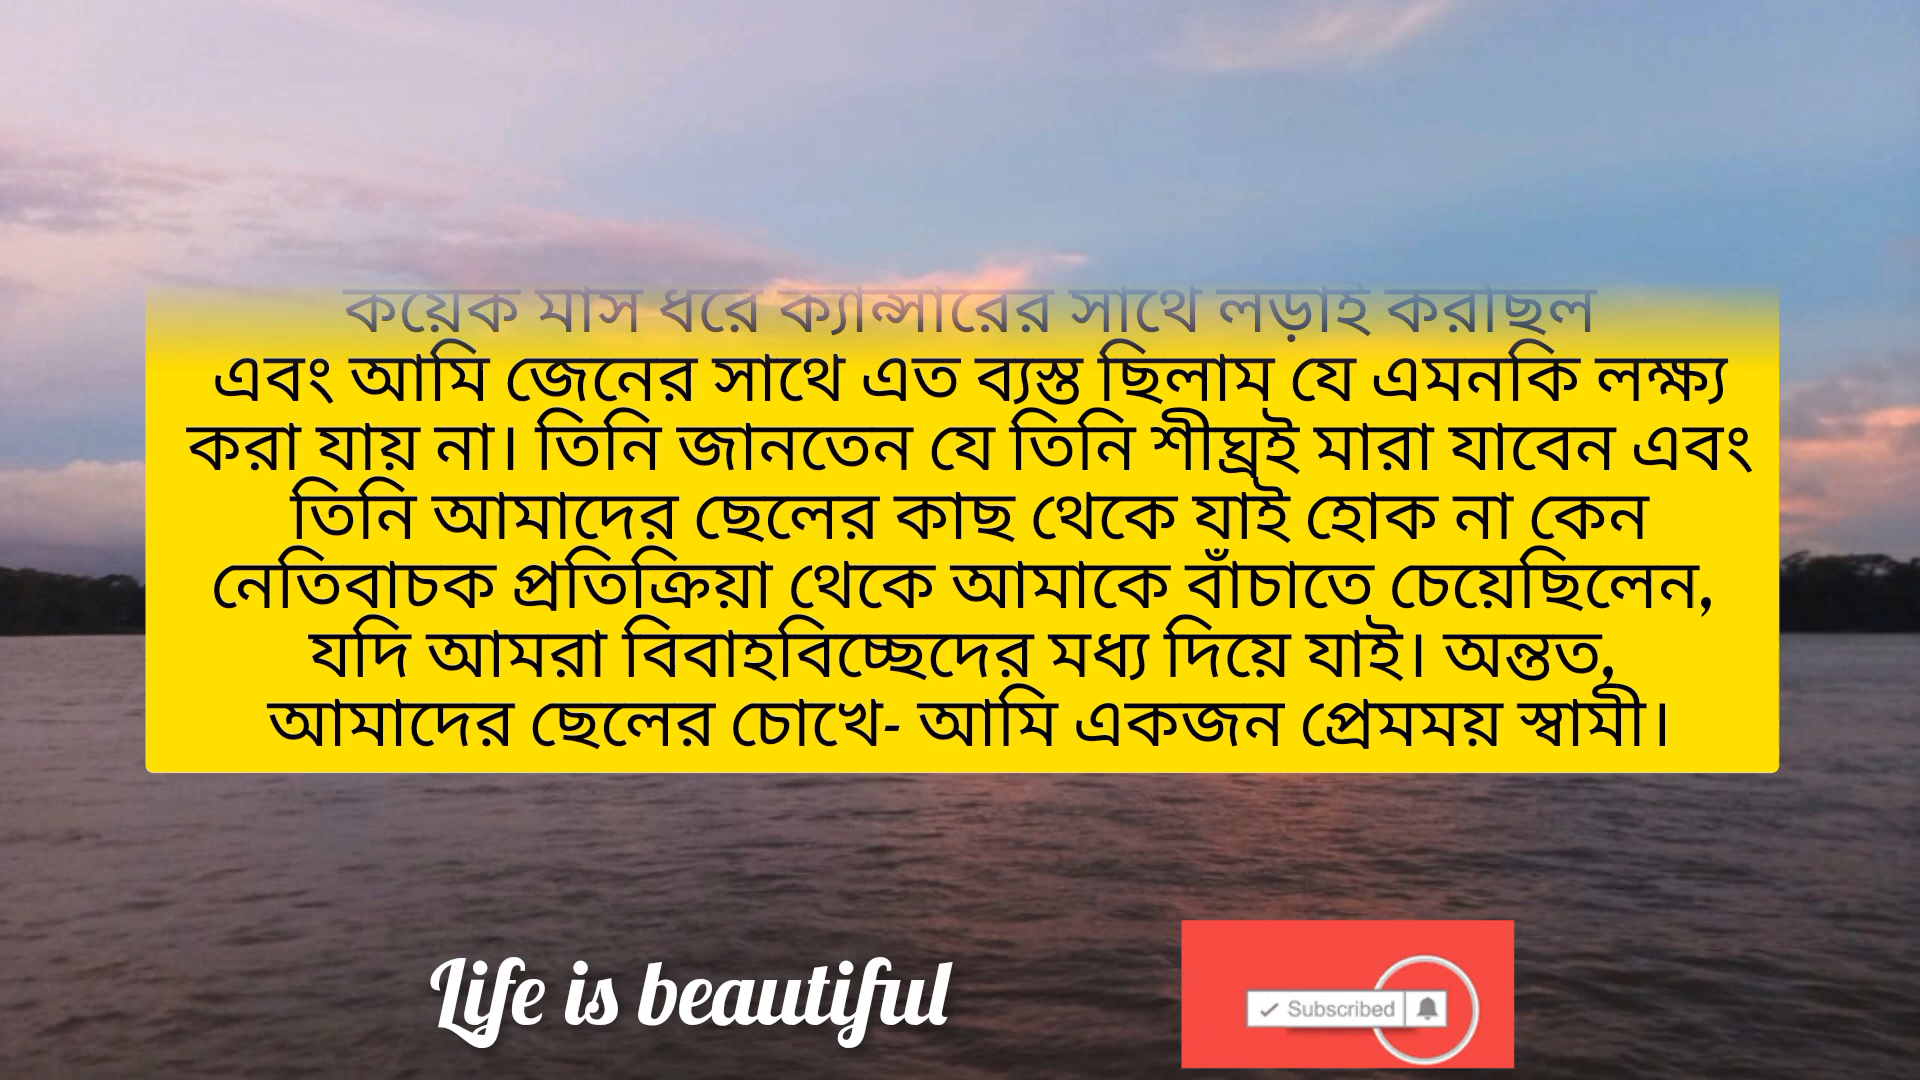 কয়েক মাস ধরে ক্যান্সারের সাথে লড়াই করছিল
এবং আমি জেনের সাথে এত ব্যস্ত ছিলাম যে এমনকি লক্ষ্য
করা যায় না। তিনি জানতেন যে তিনি শীঘ্রই মারা যাবেন এবং
তিনি আমাদের ছেলের কাছ থেকে যাই হোক না কেন
নেতিবাচক প্রতিক্রিয়া থেকে আমাকে বাঁচাতে চেয়েছিলেন,
যদি আমরা বিবাহবিচ্ছেদের মধ্য দিয়ে যাই। অন্তত,
আমাদের ছেলের চোখে- আমি একজন প্রেমময় স্বামী।
Life is beautiful
Subscribed